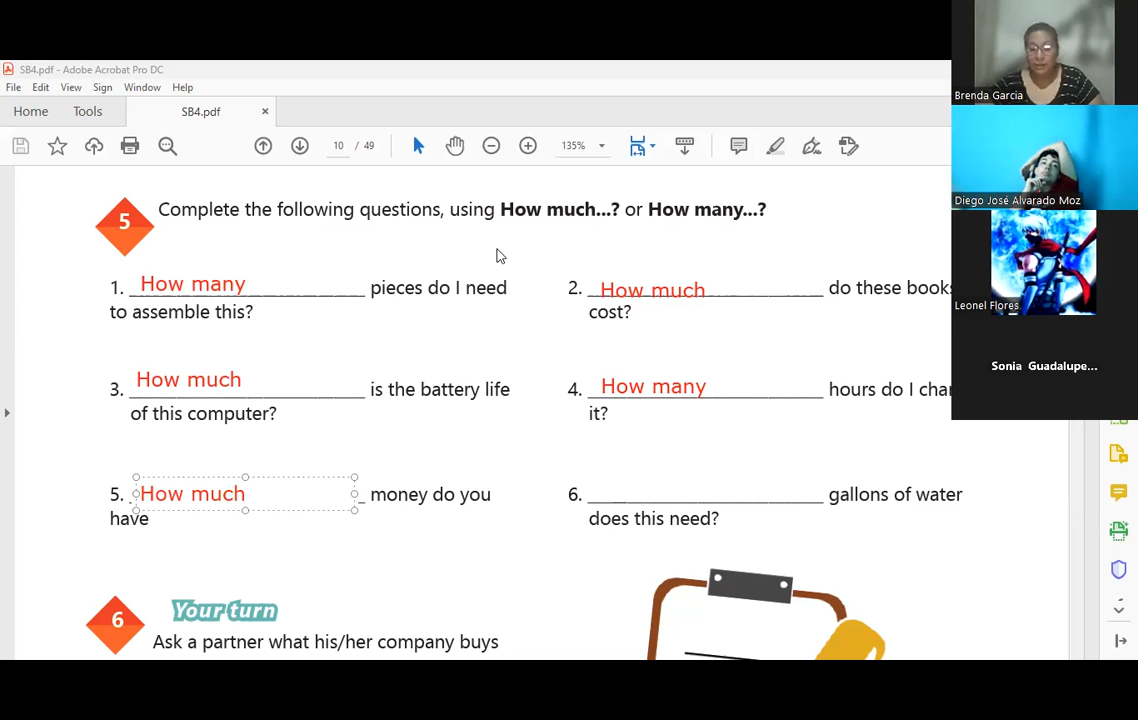 SB4.pdf - Adobe Acrobat Pro DC
File Edit View Sign Window Help
Home Tools SB4.pdf ×
10 / 49 135%
5 Complete the following questions, using How much...? or How many...?
1. How many pieces do I need
to assemble this?
2. How much do these books
cost?
3. How much is the battery life
of this computer?
4. How many hours do I char
it?
5. How much money do you
have
6. gallons of water
does this need?
6 Your turn
Ask a partner what his/her company buys
Brenda Garcia
Diego José Alvarado Moz
Leonel Flores
Sonia Guadalupe...